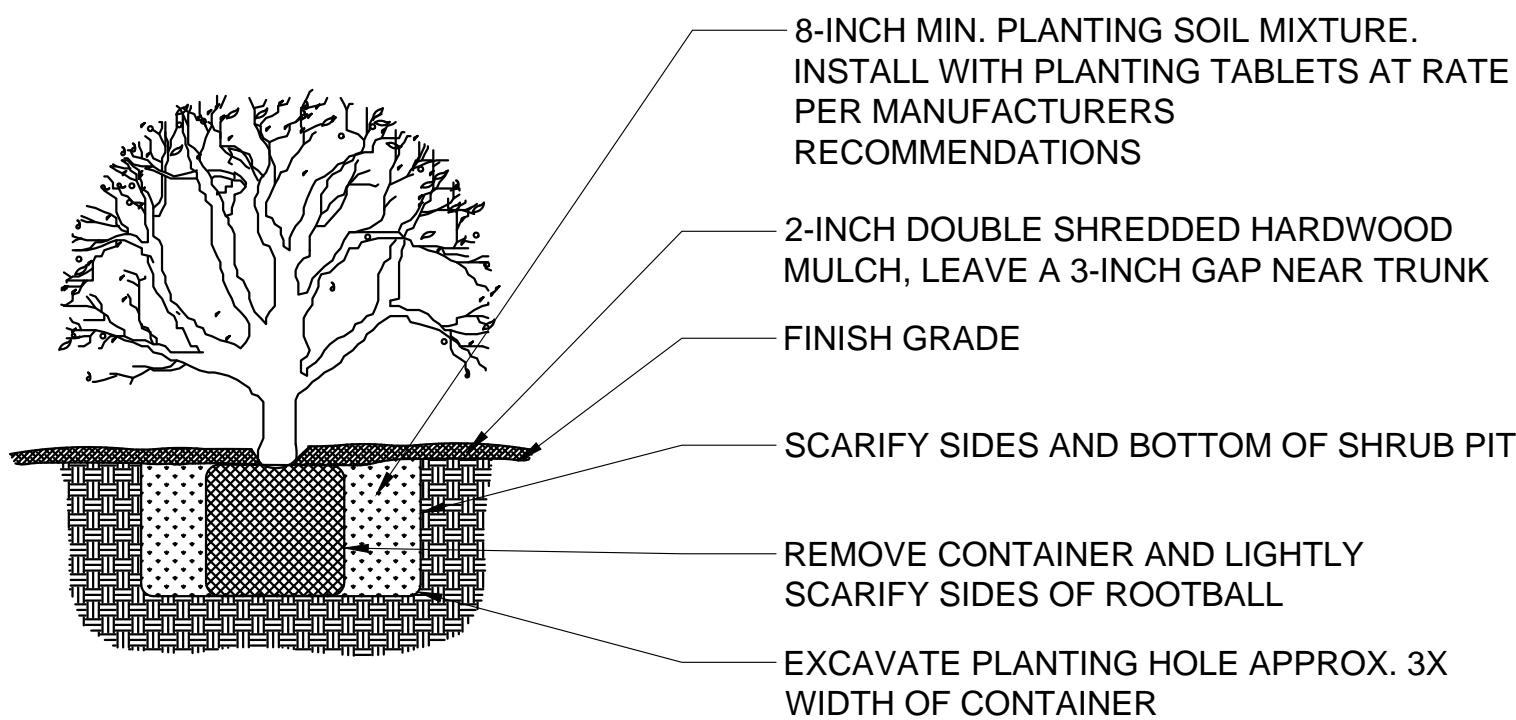 8-INCH MIN. PLANTING SOIL MIXTURE.
INSTALL WITH PLANTING TABLETS AT RATE
PER MANUFACTURERS
RECOMMENDATIONS
2-INCH DOUBLE SHREDDED HARDWOOD
MULCH, LEAVE A 3-INCH GAP NEAR TRUNK
FINISH GRADE
SCARIFY SIDES AND BOTTOM OF SHRUB PIT
REMOVE CONTAINER AND LIGHTLY
SCARIFY SIDES OF ROOTBALL
EXCAVATE PLANTING HOLE APPROX. 3X
WIDTH OF CONTAINER